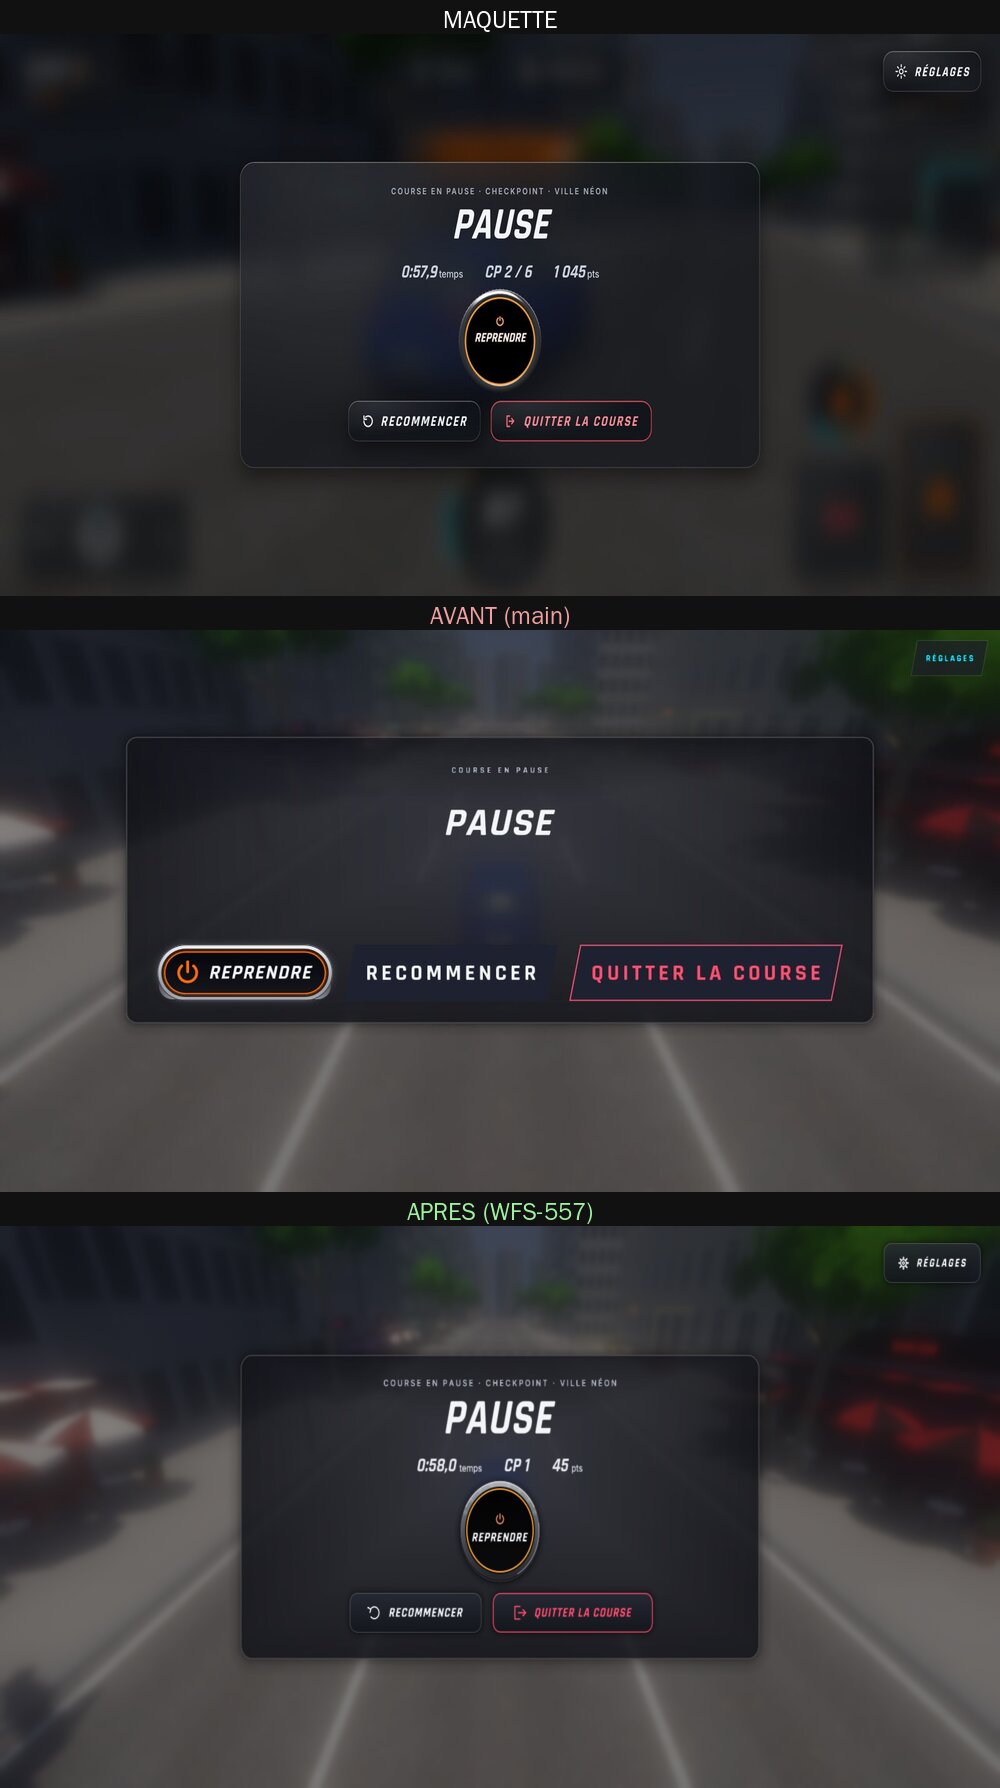 MAQUETTE
RÉGLAGES
COURSE EN PAUSE · CHECKPOINT · VILLE NÉON
PAUSE
0:57,9 temps CP 2 / 6 1 045 pts
REPRENDRE
RECOMMENCER QUITTER LA COURSE
AVANT (main)
RÉGLAGES
COURSE EN PAUSE
PAUSE
REPRENDRE RECOMMENCER QUITTER LA COURSE
APRES (WFS-557)
RÉGLAGES
COURSE EN PAUSE · CHECKPOINT · VILLE NÉON
PAUSE
0:58,0 temps CP 1 45 pts
REPRENDRE
RECOMMENCER QUITTER LA COURSE